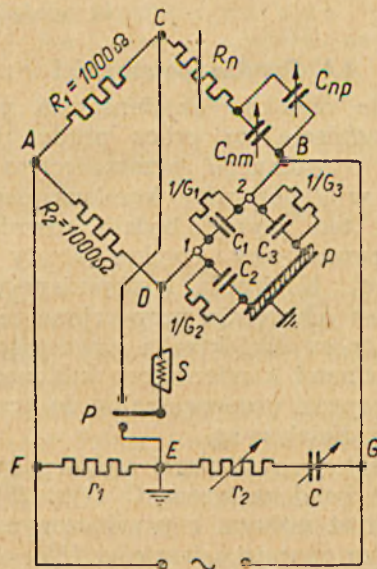 C
R₁=1000Ω
Rn
Cnp
Cnm
B
A
R₂=1000Ω
2
1/G₁
1/G₃
C₁
1
C₃
C₂
P
D
1/G₂
S
P
E
F
G
r₁
r₂
C
~